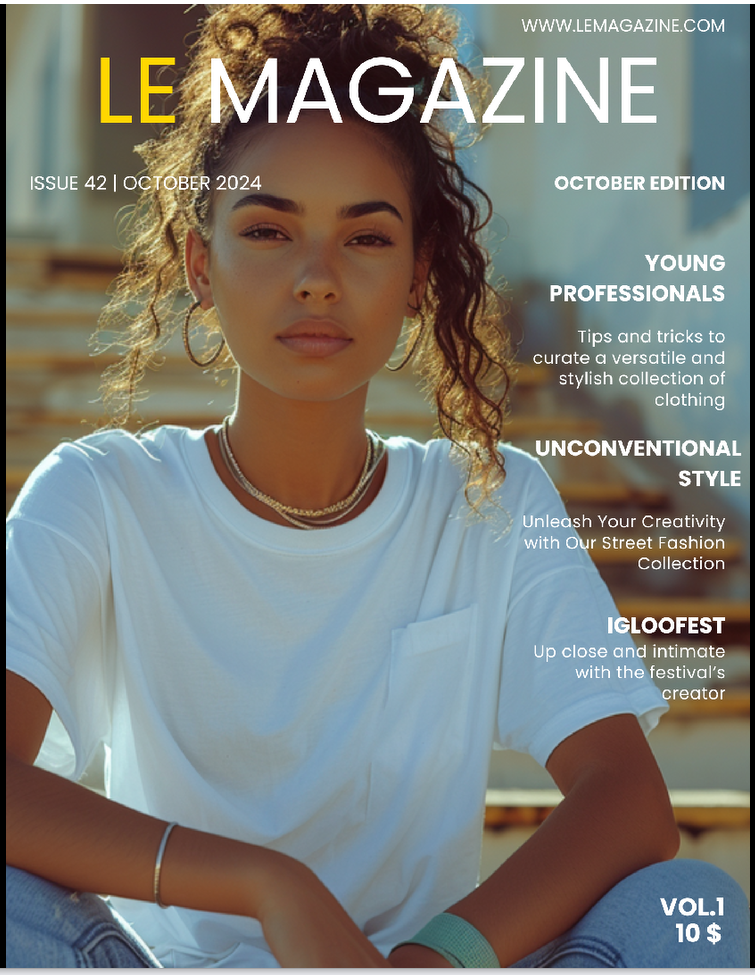 WWW.LEMAGAZINE.COM
LE MAGAZINE
ISSUE 42 | OCTOBER 2024
OCTOBER EDITION
YOUNG
PROFESSIONALS
Tips and tricks to
curate a versatile and
stylish collection of
clothing
UNCONVENTIONAL
STYLE
Unleash Your Creativity
with Our Street Fashion
Collection
IGLOOFEST
Up close and intimate
with the festival's
creator
VOL.1
10 $